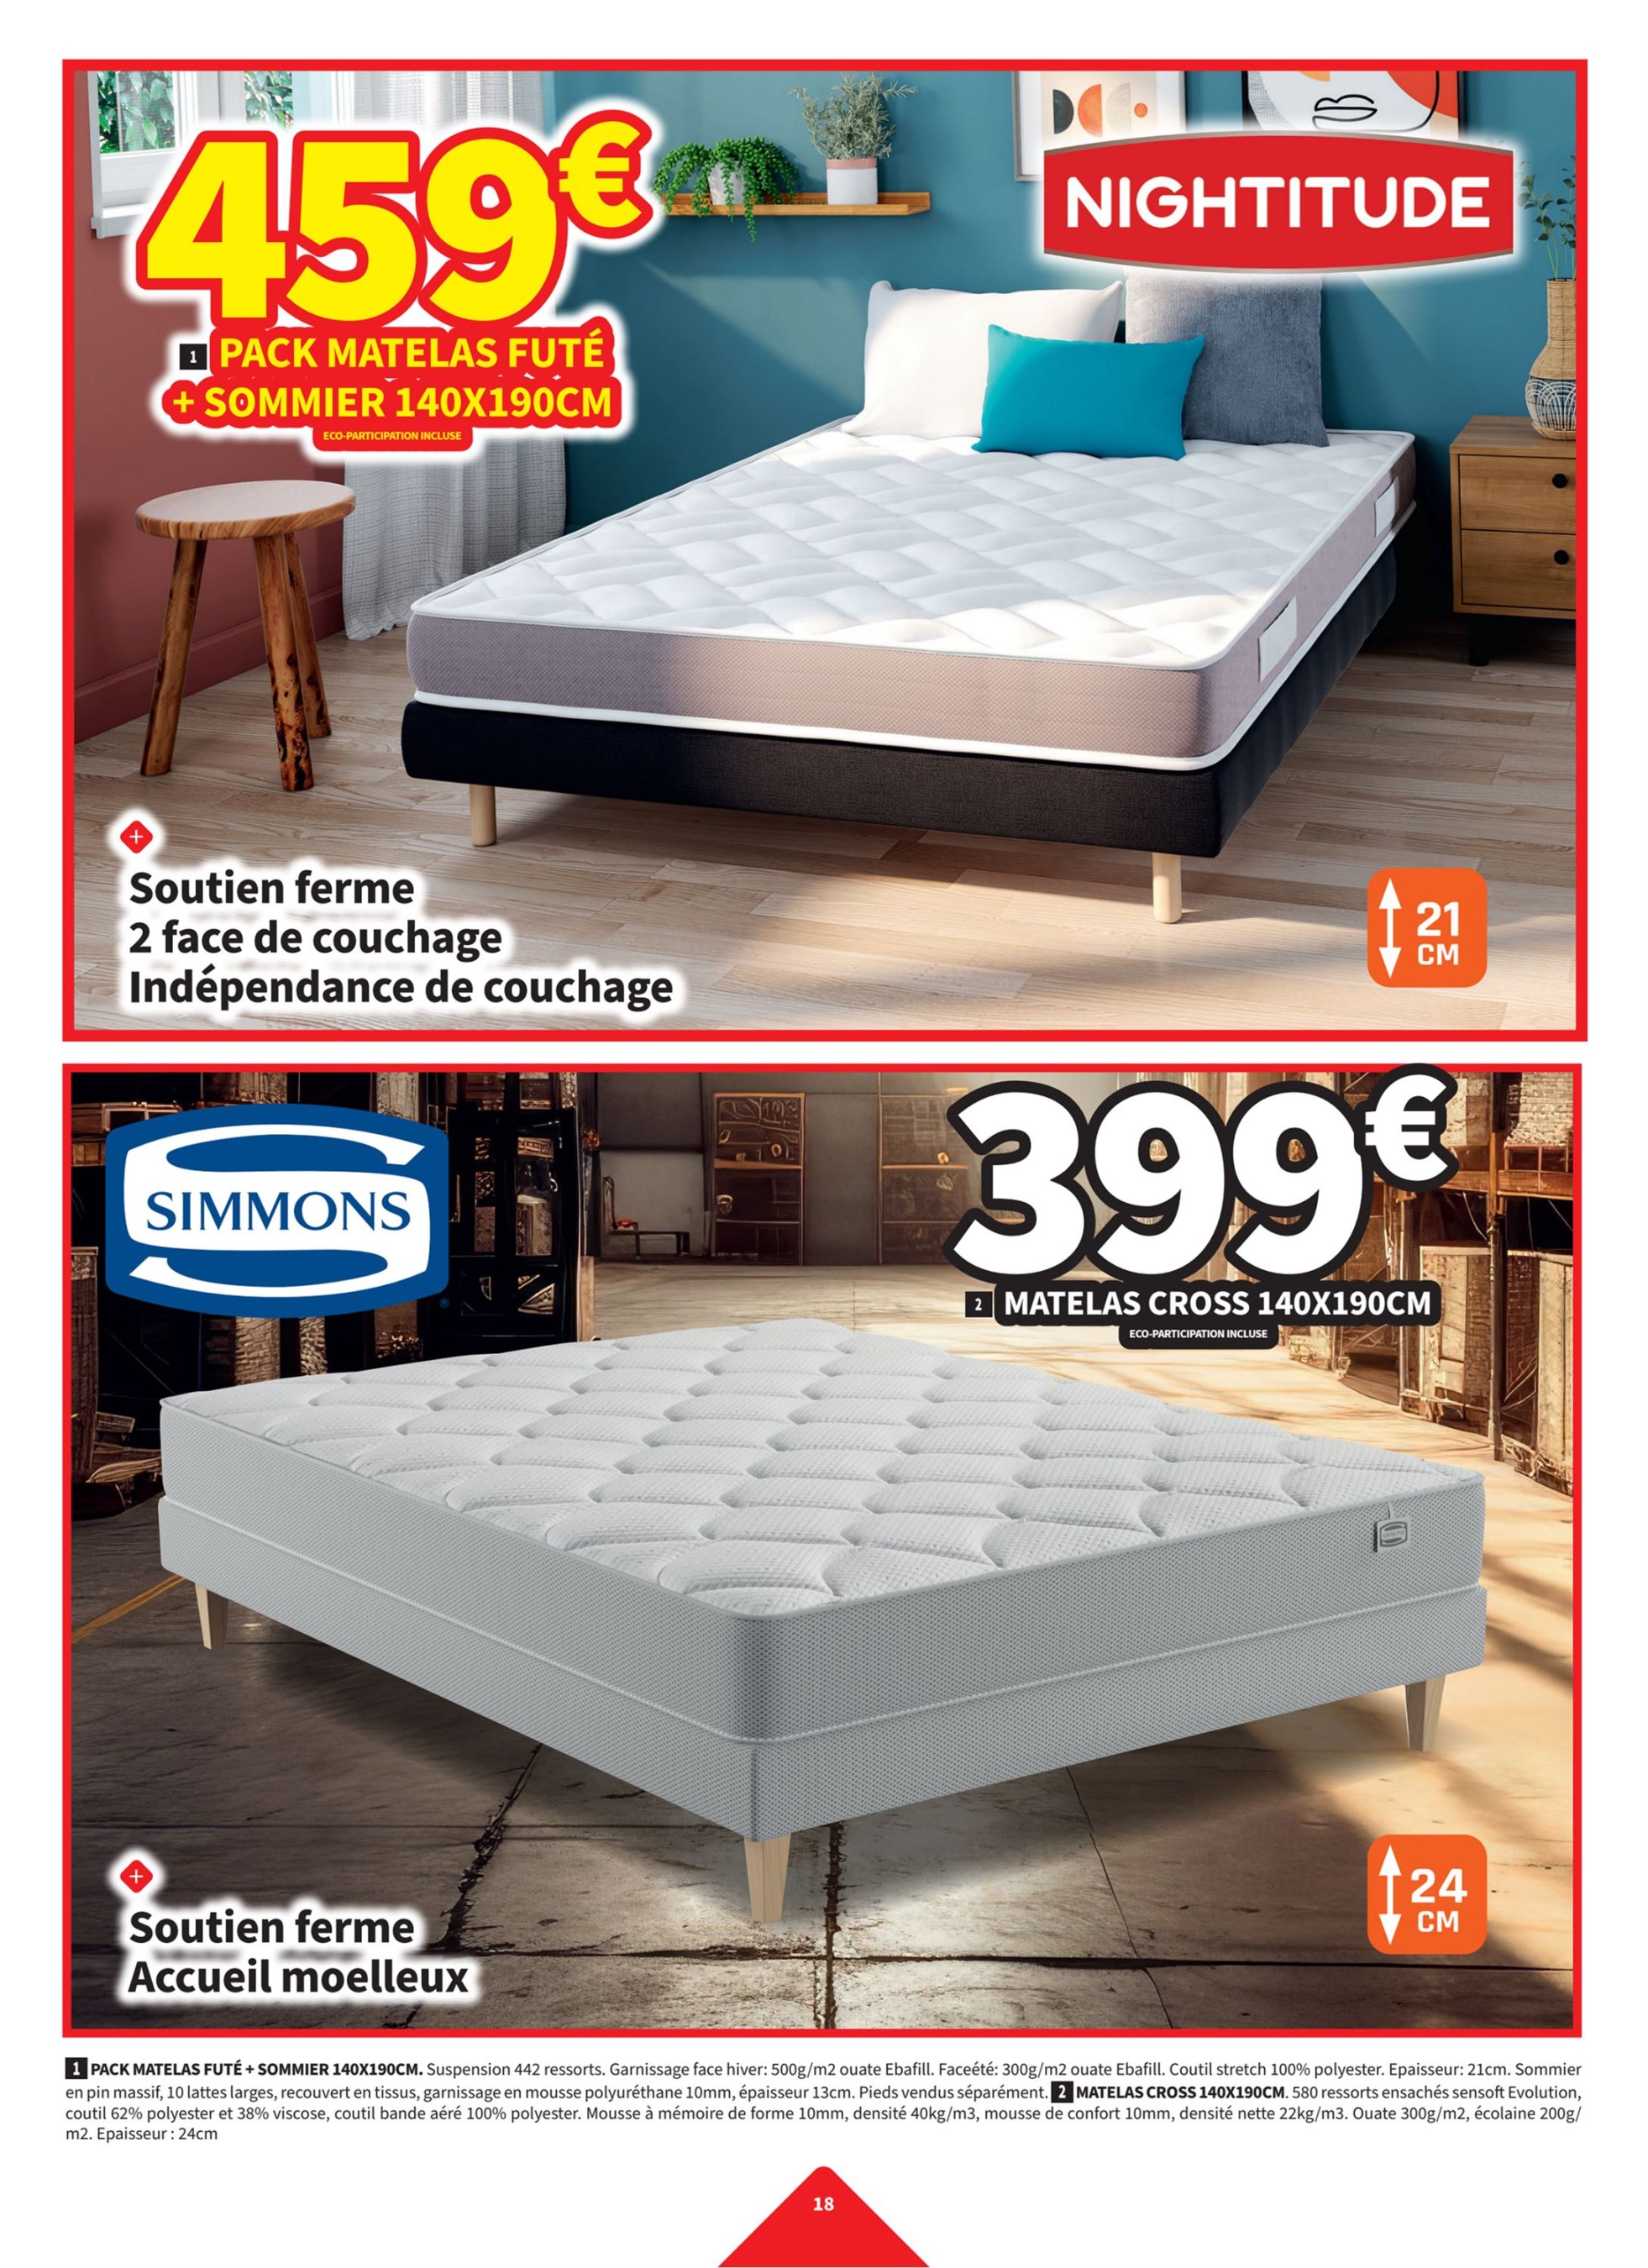 459€
1 PACK MATELAS FUTÉ
+ SOMMIER 140X190CM
ECO-PARTICIPATION INCLUSE
NIGHTITUDE
+
Soutien ferme
2 face de couchage
Indépendance de couchage
21
CM
SIMMONS
®
399€
2 MATELAS CROSS 140X190CM
ECO-PARTICIPATION INCLUSE
SIMMONS
+
Soutien ferme
Accueil moelleux
24
CM
1 PACK MATELAS FUTÉ + SOMMIER 140X190CM. Suspension 442 ressorts. Garnissage face hiver: 500g/m2 ouate Ebafill. Faceété: 300g/m2 ouate Ebafill. Coutil stretch 100% polyester. Epaisseur: 21cm. Sommier
en pin massif, 10 lattes larges, recouvert en tissus, garnissage en mousse polyuréthane 10mm, épaisseur 13cm. Pieds vendus séparément. 2 MATELAS CROSS 140X190CM. 580 ressorts ensachés sensoft Evolution,
coutil 62% polyester et 38% viscose, coutil bande aéré 100% polyester. Mousse à mémoire de forme 10mm, densité 40kg/m3, mousse de confort 10mm, densité nette 22kg/m3. Ouate 300g/m2, écolaine 200g/
m2. Epaisseur : 24cm
18